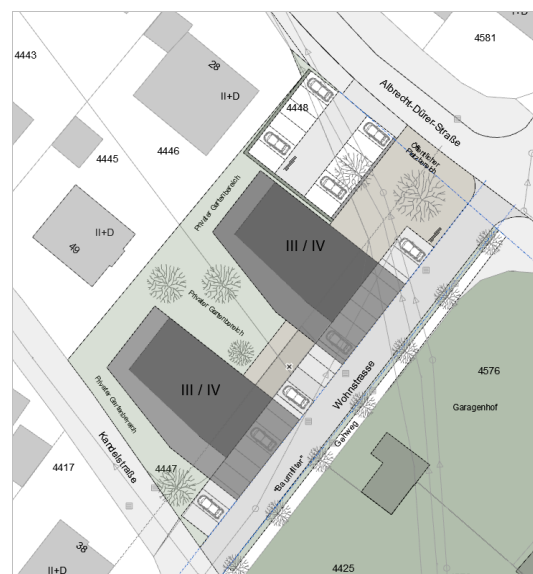 4443
28
II+D
4581
4448
Albrecht-Dürer-Straße
Öffentlicher
Platzbereich
4445
4446
Privater Gartenbereich
II+D
49
III / IV
Privater Gartenbereich
4576
Garagenhof
Wohnstrasse
III / IV
Privater Gartenbereich
Gehweg
"Baumfilter"
Kandelstraße
4417
4447
38
II+D
4425